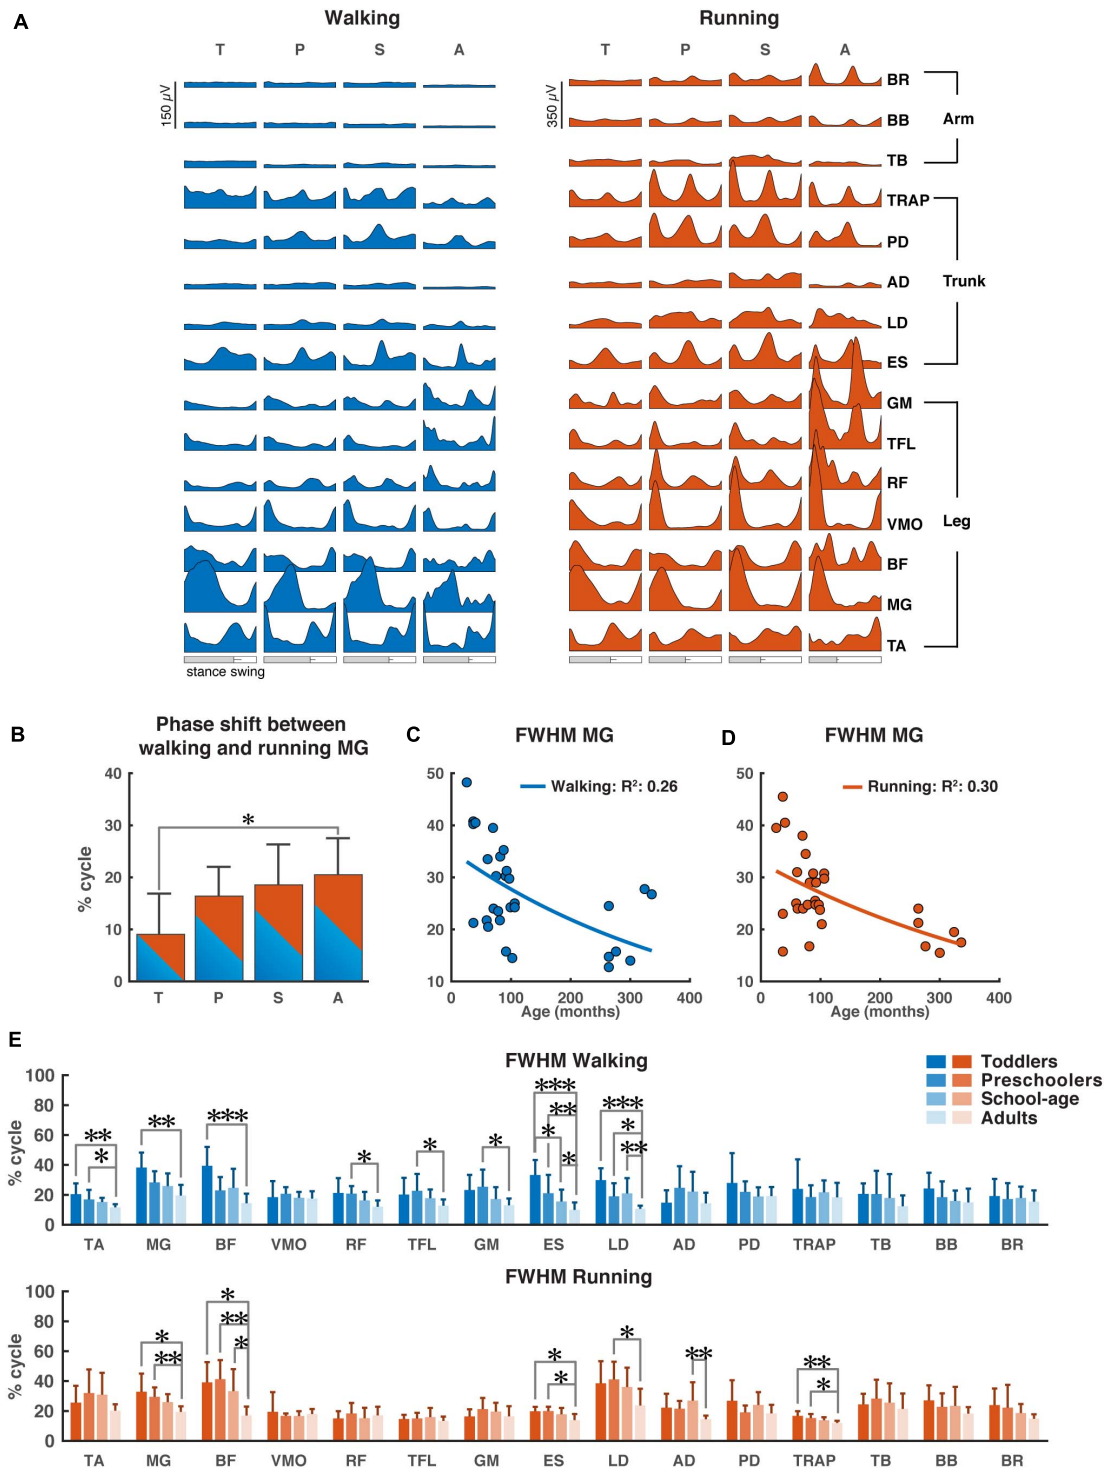 A
Walking
Running
T P S A
T P S A
150 µV
350 µV
BR
BB
Arm
TB
TRAP
PD
AD
Trunk
LD
ES
GM
TFL
RF
VMO
Leg
BF
MG
TA
stance swing
B
Phase shift between
walking and running MG
% cycle
40
30
20
10
0
*
T P S A
C
FWHM MG
Walking: R²: 0.26
50
40
30
20
10
0 100 200 300 400
Age (months)
D
FWHM MG
Running: R²: 0.30
50
40
30
20
10
0 100 200 300 400
Age (months)
E
FWHM Walking
Toddlers
Preschoolers
School-age
Adults
% cycle
100
80
60
40
20
0
** * ** *** * * * *** ** * * *** * **
TA MG BF VMO RF TFL GM ES LD AD PD TRAP TB BB BR
FWHM Running
% cycle
100
80
60
40
20
0
* ** * ** * * * * ** ** *
TA MG BF VMO RF TFL GM ES LD AD PD TRAP TB BB BR